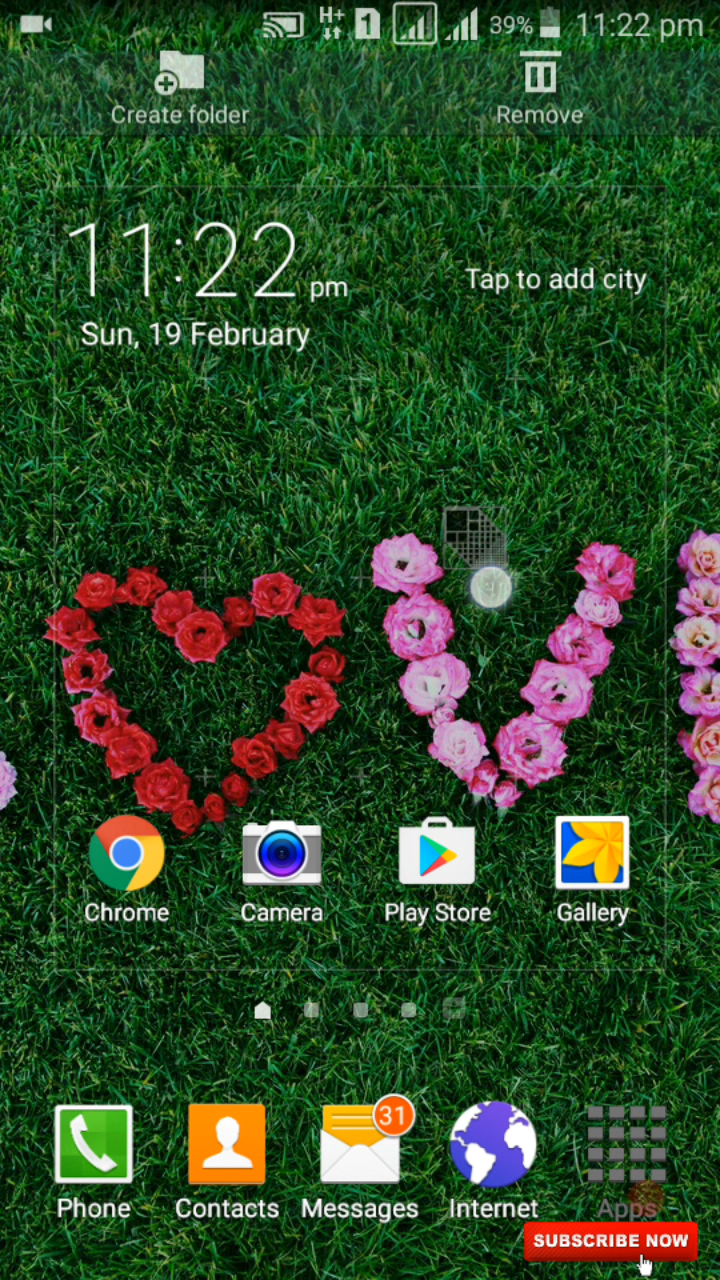 H+ 1 39% 11:22 pm
Create folder Remove
11:22 pm
Tap to add city
Sun, 19 February
Chrome Camera Play Store Gallery
31
Phone Contacts Messages Internet Apps
SUBSCRIBE NOW